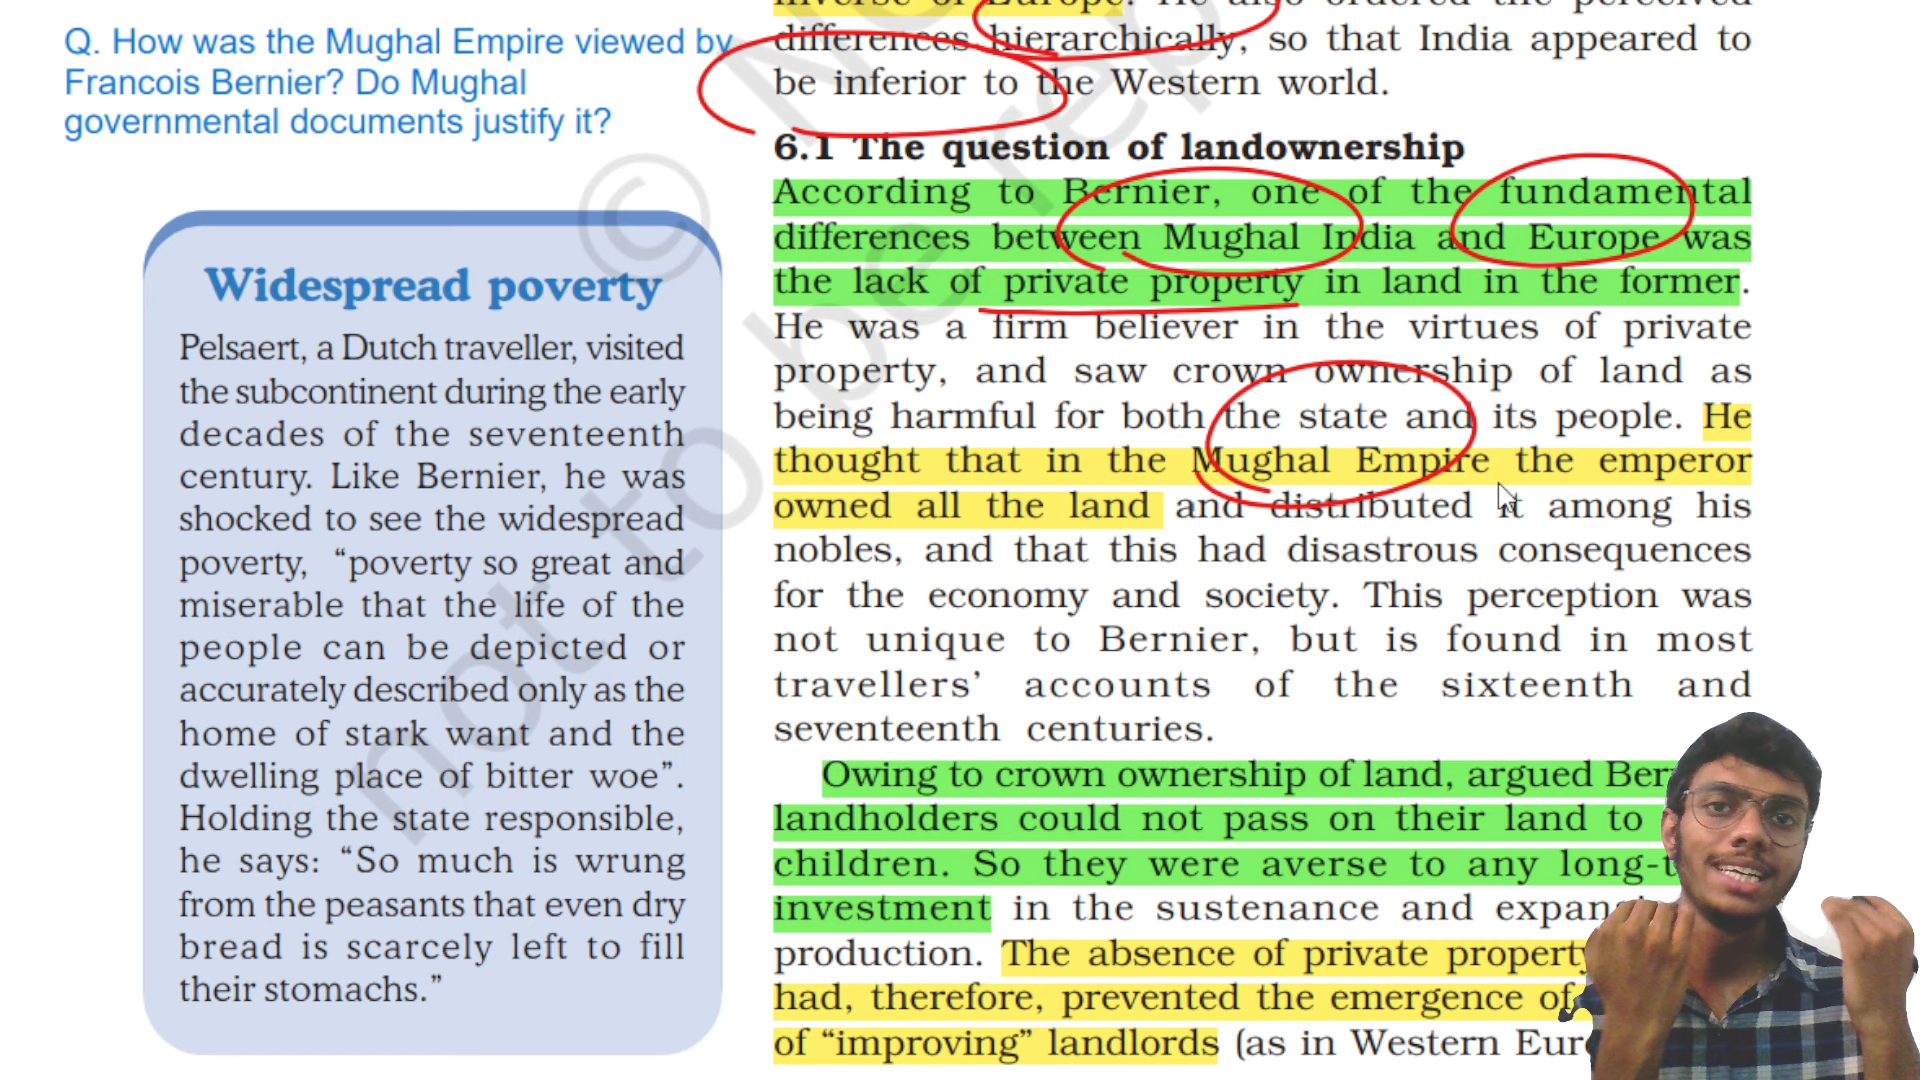 Q. How was the Mughal Empire viewed by
Francois Bernier? Do Mughal
governmental documents justify it?
Widespread poverty
Pelsaert, a Dutch traveller, visited
the subcontinent during the early
decades of the seventeenth
century. Like Bernier, he was
shocked to see the widespread
poverty, “poverty so great and
miserable that the life of the
people can be depicted or
accurately described only as the
home of stark want and the
dwelling place of bitter woe”.
Holding the state responsible,
he says: “So much is wrung
from the peasants that even dry
bread is scarcely left to fill
their stomachs.”
inverse of Europe. He also ordered the perceived
differences hierarchically, so that India appeared to
be inferior to the Western world.
6.1 The question of landownership
According to Bernier, one of the fundamental
differences between Mughal India and Europe was
the lack of private property in land in the former.
He was a firm believer in the virtues of private
property, and saw crown ownership of land as
being harmful for both the state and its people. He
thought that in the Mughal Empire the emperor
owned all the land and distributed it among his
nobles, and that this had disastrous consequences
for the economy and society. This perception was
not unique to Bernier, but is found in most
travellers’ accounts of the sixteenth and
seventeenth centuries.
Owing to crown ownership of land, argued Ber
landholders could not pass on their land to
children. So they were averse to any long-t
investment in the sustenance and expan
production. The absence of private property
had, therefore, prevented the emergence of
of “improving” landlords (as in Western Eur
© not to be rep